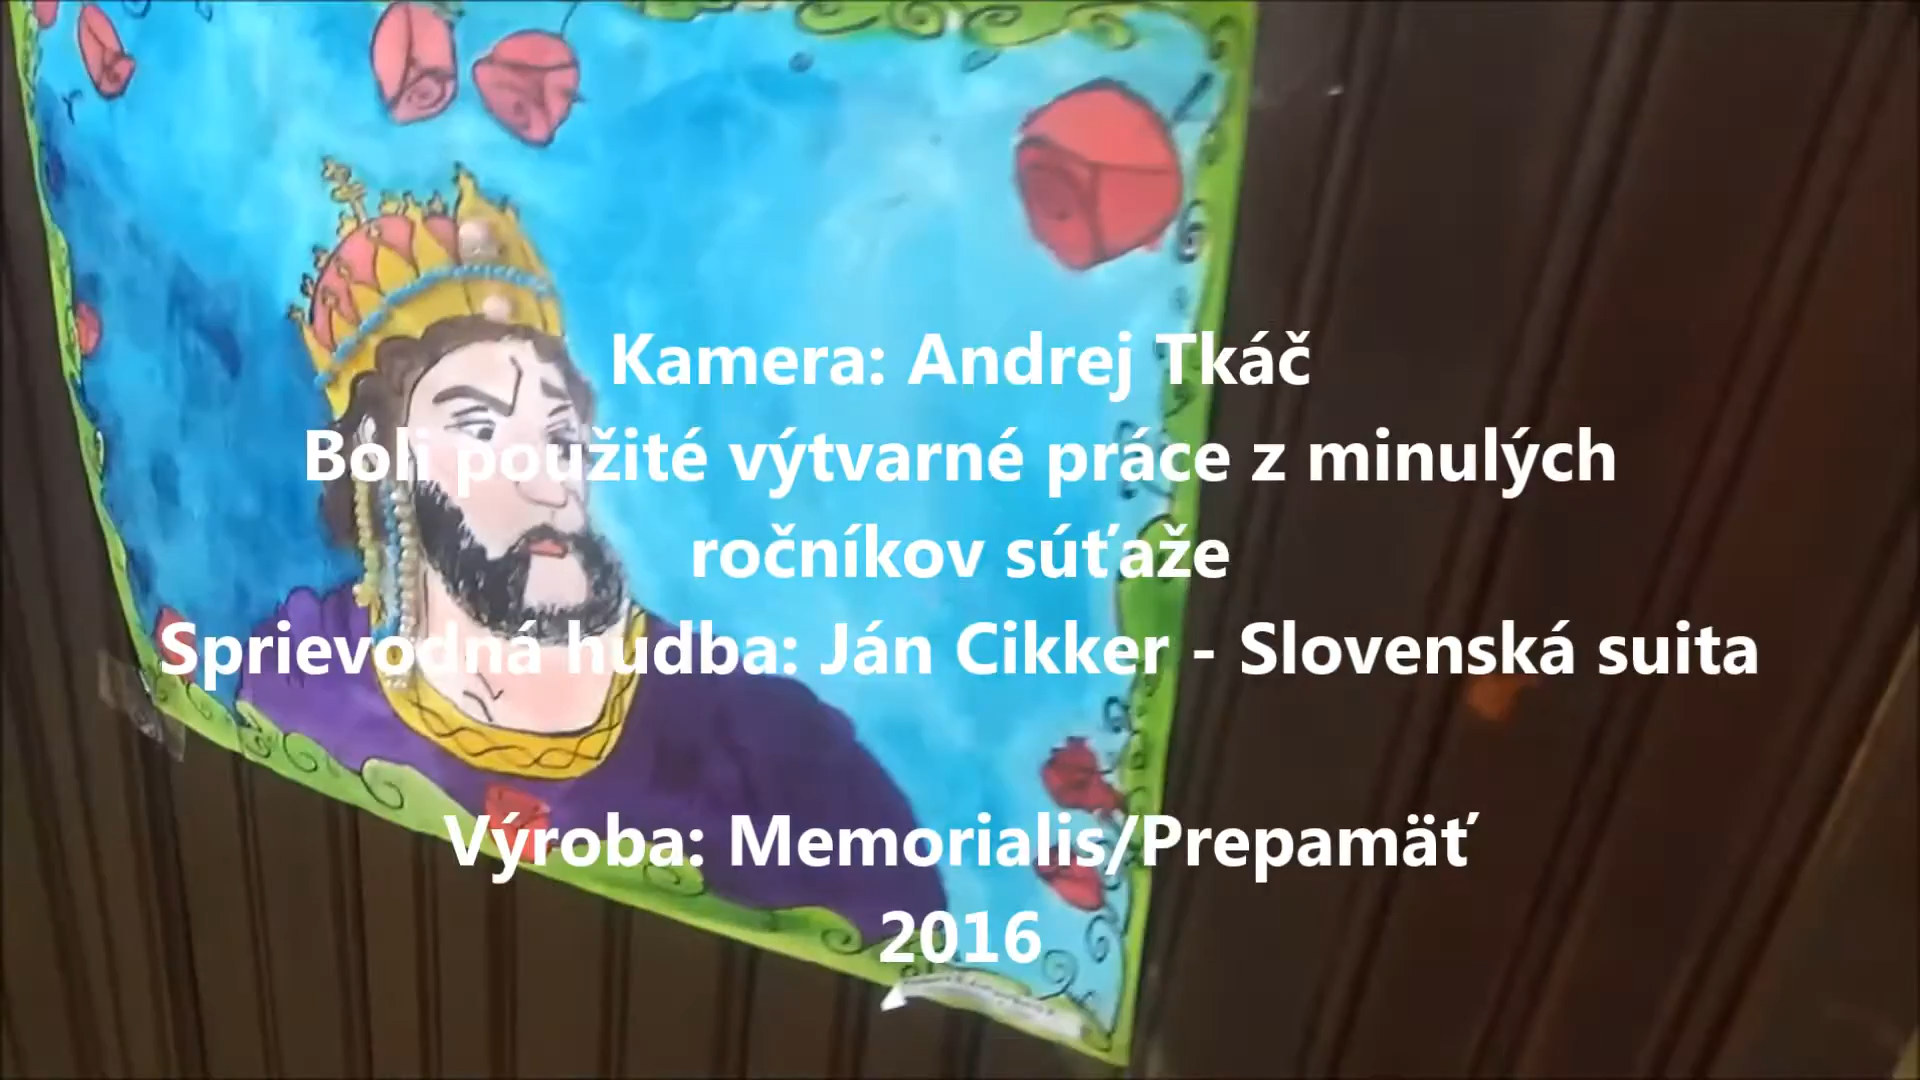 Kamera: Andrej Tkáč
Boli použité výtvarné práce z minulých
ročníkov súťaže
Sprievodná hudba: Ján Cikker - Slovenská suita
Výroba: Memorialis/Prepamäť
2016